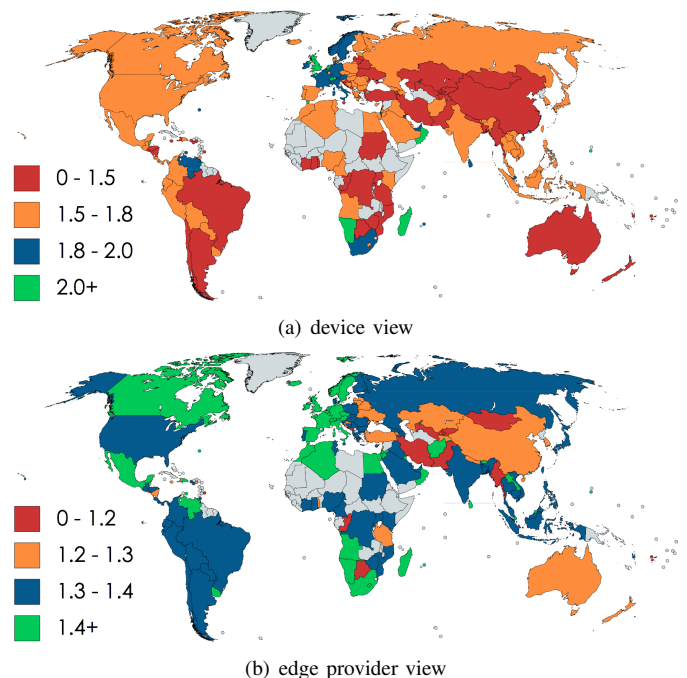 0 - 1.5
1.5 - 1.8
1.8 - 2.0
2.0+
(a) device view
0 - 1.2
1.2 - 1.3
1.3 - 1.4
1.4+
(b) edge provider view